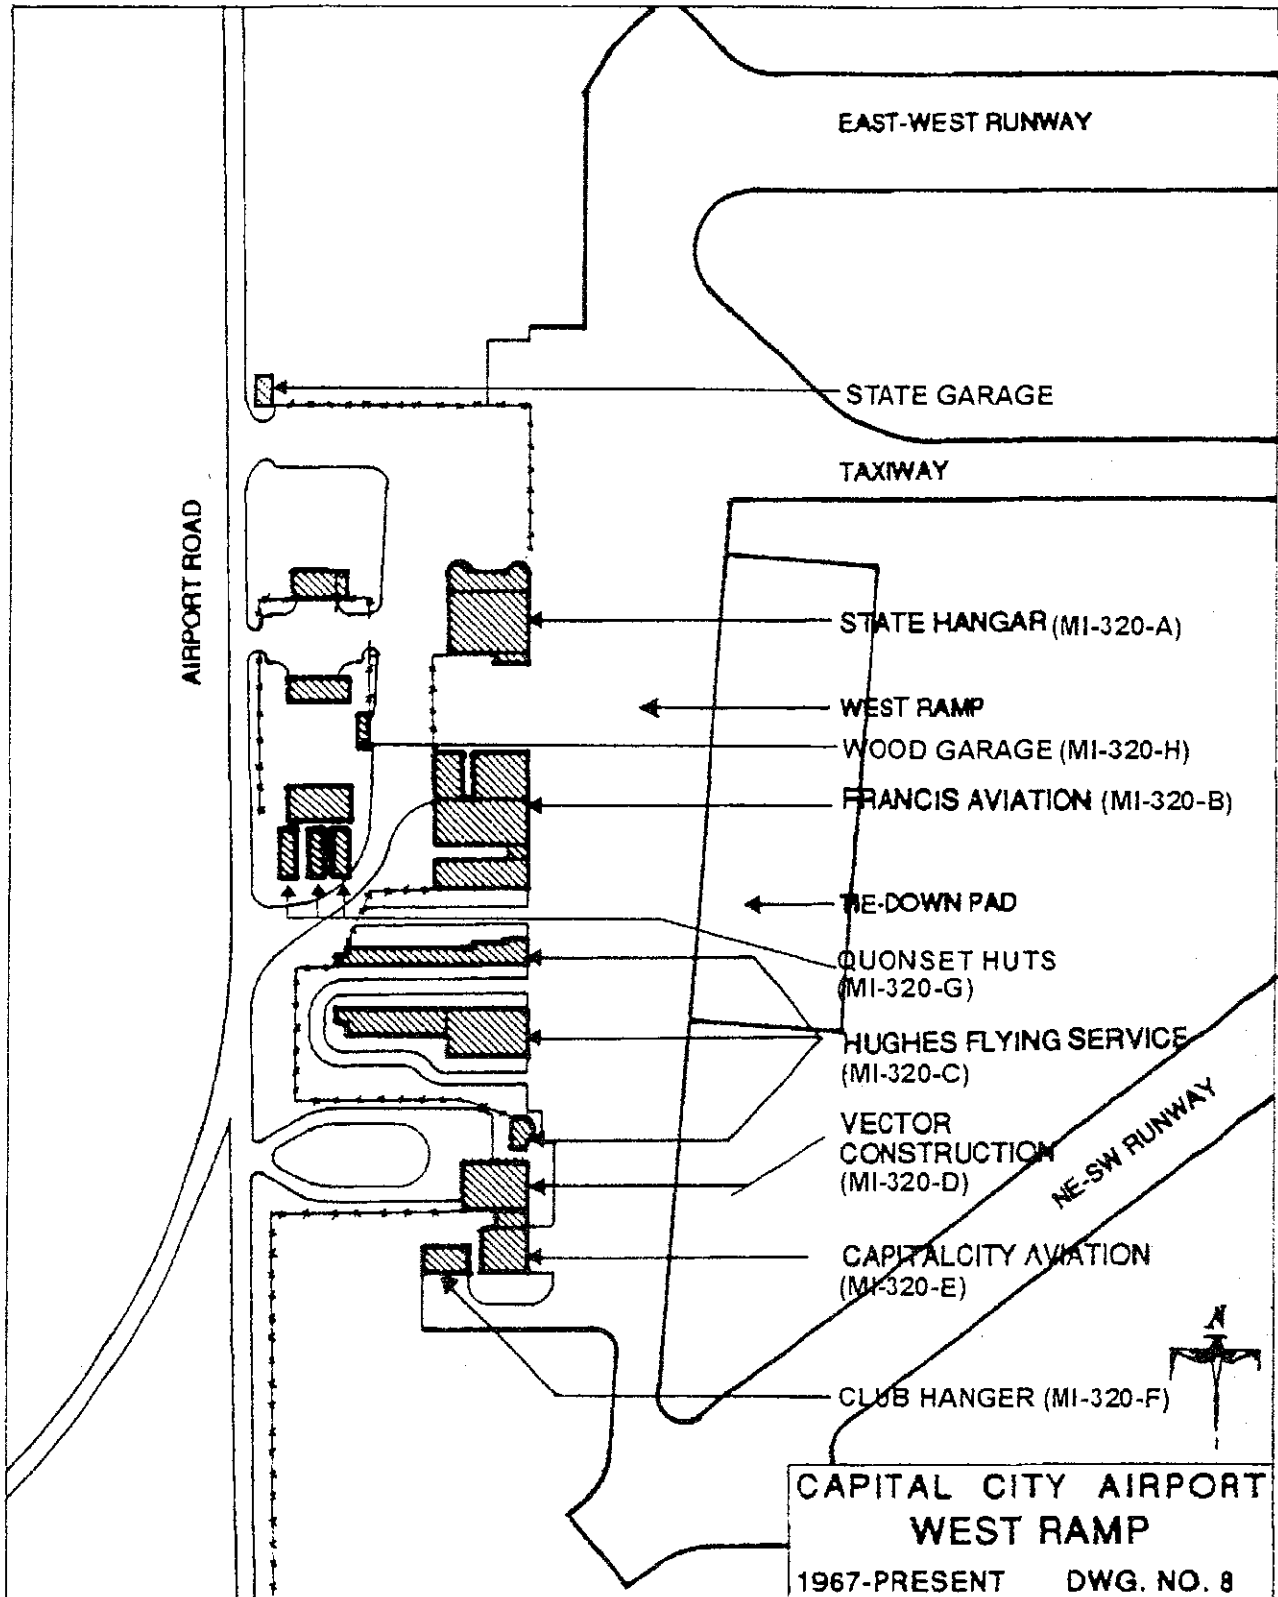 EAST-WEST RUNWAY
STATE GARAGE
TAXIWAY
AIRPORT ROAD
STATE HANGAR (MI-320-A)
WEST RAMP
WOOD GARAGE (MI-320-H)
FRANCIS AVIATION (MI-320-B)
TIE-DOWN PAD
QUONSET HUTS
(MI-320-G)
HUGHES FLYING SERVICE
(MI-320-C)
VECTOR
CONSTRUCTION
(MI-320-D)
NE-SW RUNWAY
CAPITALCITY AVIATION
(MI-320-E)
N
CLUB HANGER (MI-320-F)
CAPITAL CITY AIRPORT
WEST RAMP
1967-PRESENT DWG. NO. 8